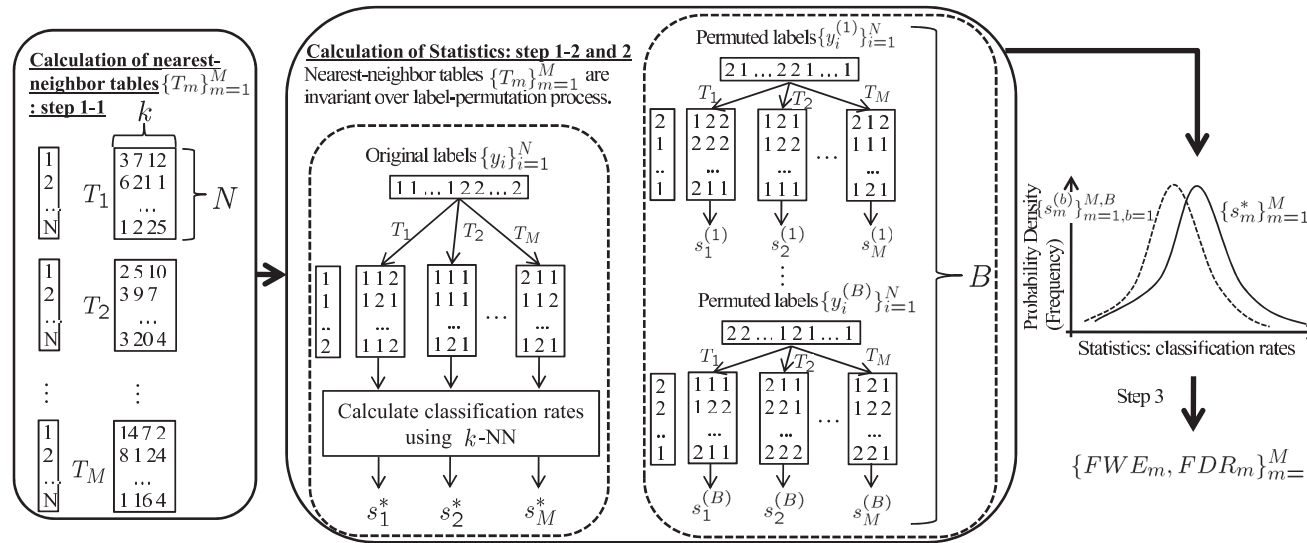 Calculation of nearest-
neighbor tables {T_m}_{m=1}^M
: step 1-1
k
1
2
...
N
T_1
3 7 12
6 21 1
...
1 2 25
N
1
2
...
N
T_2
2 5 10
3 9 7
...
3 20 4
⋮ ⋮
1
2
...
N
T_M
14 7 2
8 1 24
...
1 16 4
Calculation of Statistics: step 1-2 and 2
Nearest-neighbor tables {T_m}_{m=1}^M are
invariant over label-permutation process.
Original labels {y_i}_{i=1}^N
1 1 ... 1 2 2 ... 2
T_1 T_2 T_M
1
1
..
2
1 1 2
1 2 1
...
1 1 2
1 1 1
1 1 1
...
1 2 1
...
2 1 1
1 1 2
...
1 2 1
Calculate classification rates
using k-NN
s_1^* s_2^* s_M^*
Permuted labels {y_i^{(1)}}_{i=1}^N
2 1 ... 2 2 1 ... 1
T_1 T_2 T_M
2
1
..
1
1 2 2
2 2 2
...
2 1 1
1 2 1
1 2 2
...
1 1 1
...
2 1 2
1 1 1
...
1 2 1
s_1^{(1)} s_2^{(1)} s_M^{(1)}
⋮
Permuted labels {y_i^{(B)}}_{i=1}^N
2 2 ... 1 2 1 ... 1
T_1 T_2 T_M
2
2
..
1
1 1 1
1 2 2
...
2 1 1
2 1 1
2 2 1
...
2 2 2
...
1 2 1
1 2 2
...
2 2 1
s_1^{(B)} s_2^{(B)} s_M^{(B)}
B
Probability Density
(Frequency)
{s_m^{(b)}}_{m=1,b=1}^{M,B}
{s_m^*}_{m=1}^M
Statistics: classification rates
Step 3
{FWE_m, FDR_m}_{m=}^M